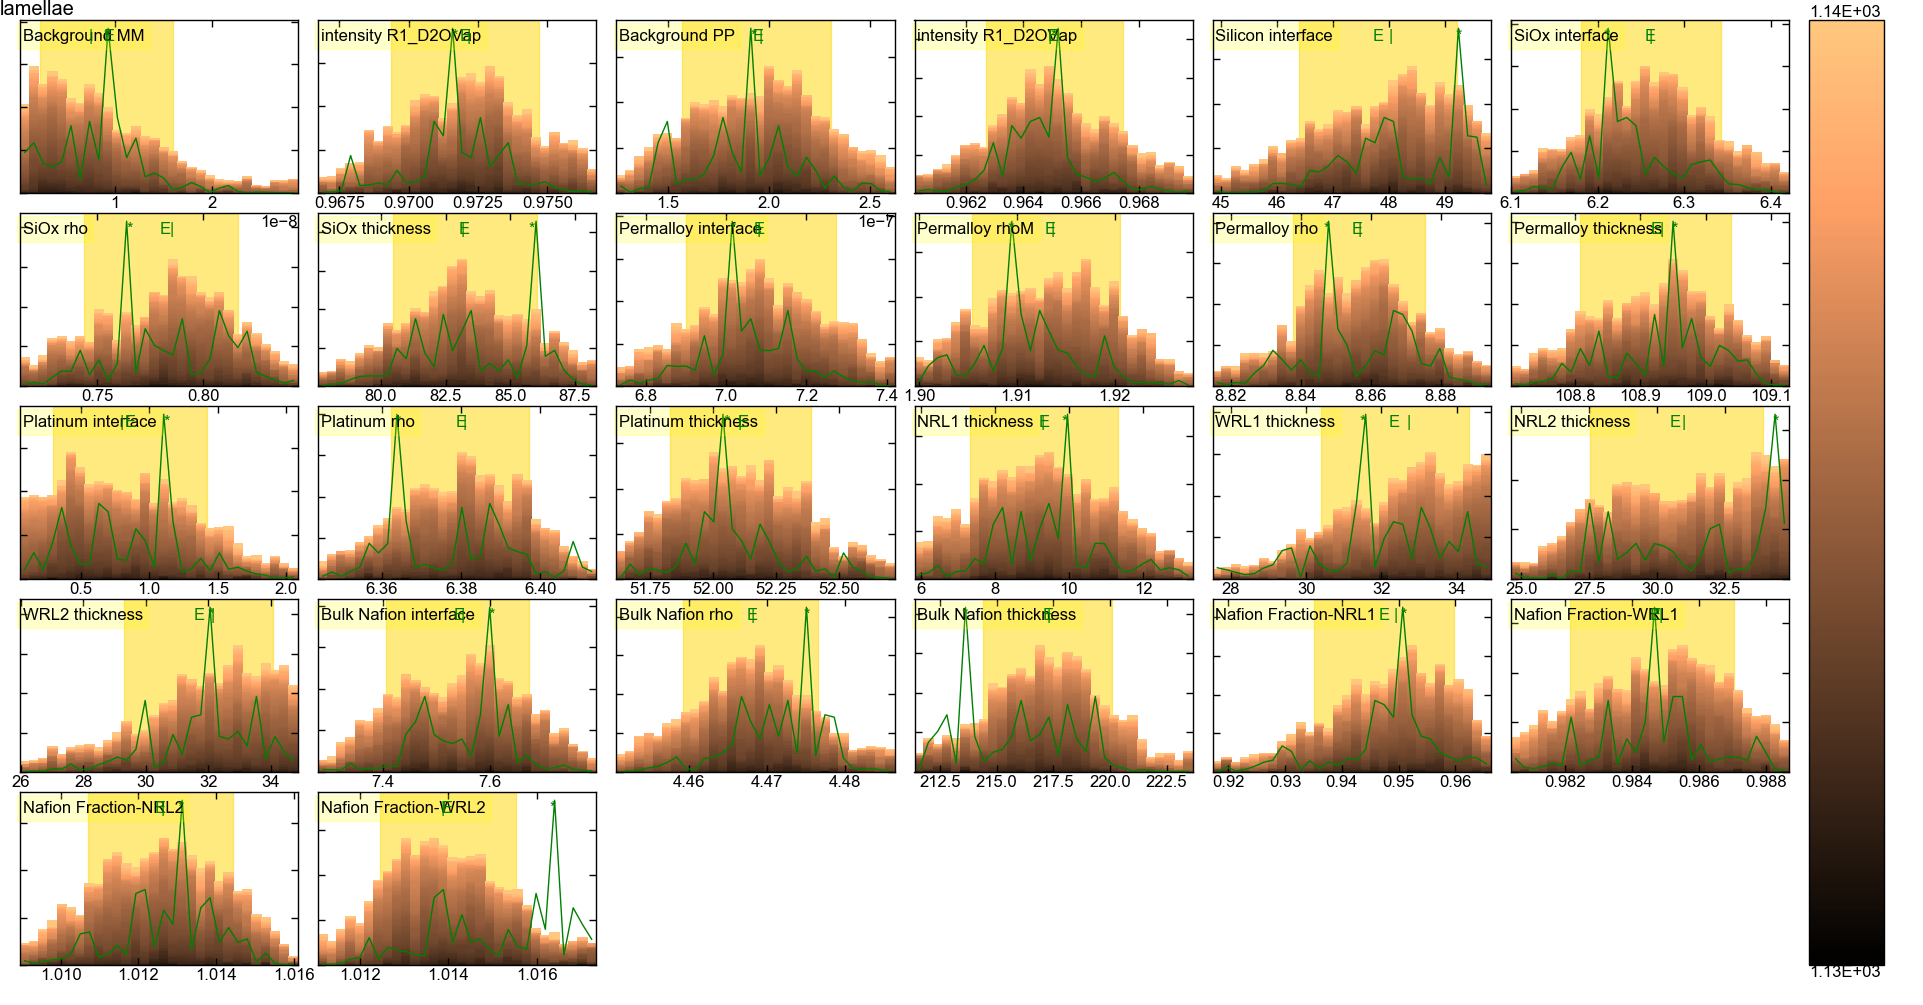 lamellae
1.14E+03
Background MM
intensity R1_D2OVap
Background PP
intensity R1_D2OVap
Silicon interface
SiOx interface
1 2
0.9675 0.9700 0.9725 0.9750
1.5 2.0 2.5
0.962 0.964 0.966 0.968
45 46 47 48 49
6.1 6.2 6.3 6.4
1e−8
1e−7
SiOx rho
SiOx thickness
Permalloy interface
Permalloy rhoM
Permalloy rho
Permalloy thickness
0.75 0.80
80.0 82.5 85.0 87.5
6.8 7.0 7.2 7.4
1.90 1.91 1.92
8.82 8.84 8.86 8.88
108.8 108.9 109.0 109.1
Platinum interface
Platinum rho
Platinum thickness
NRL1 thickness
WRL1 thickness
NRL2 thickness
0.5 1.0 1.5 2.0
6.36 6.38 6.40
51.75 52.00 52.25 52.50
6 8 10 12
28 30 32 34
25.0 27.5 30.0 32.5
WRL2 thickness
Bulk Nafion interface
Bulk Nafion rho
Bulk Nafion thickness
Nafion Fraction-NRL1
Nafion Fraction-WRL1
26 28 30 32 34
7.4 7.6
4.46 4.47 4.48
212.5 215.0 217.5 220.0 222.5
0.92 0.93 0.94 0.95 0.96
0.982 0.984 0.986 0.988
Nafion Fraction-NRL2
Nafion Fraction-WRL2
1.010 1.012 1.014 1.016
1.012 1.014 1.016
1.13E+03